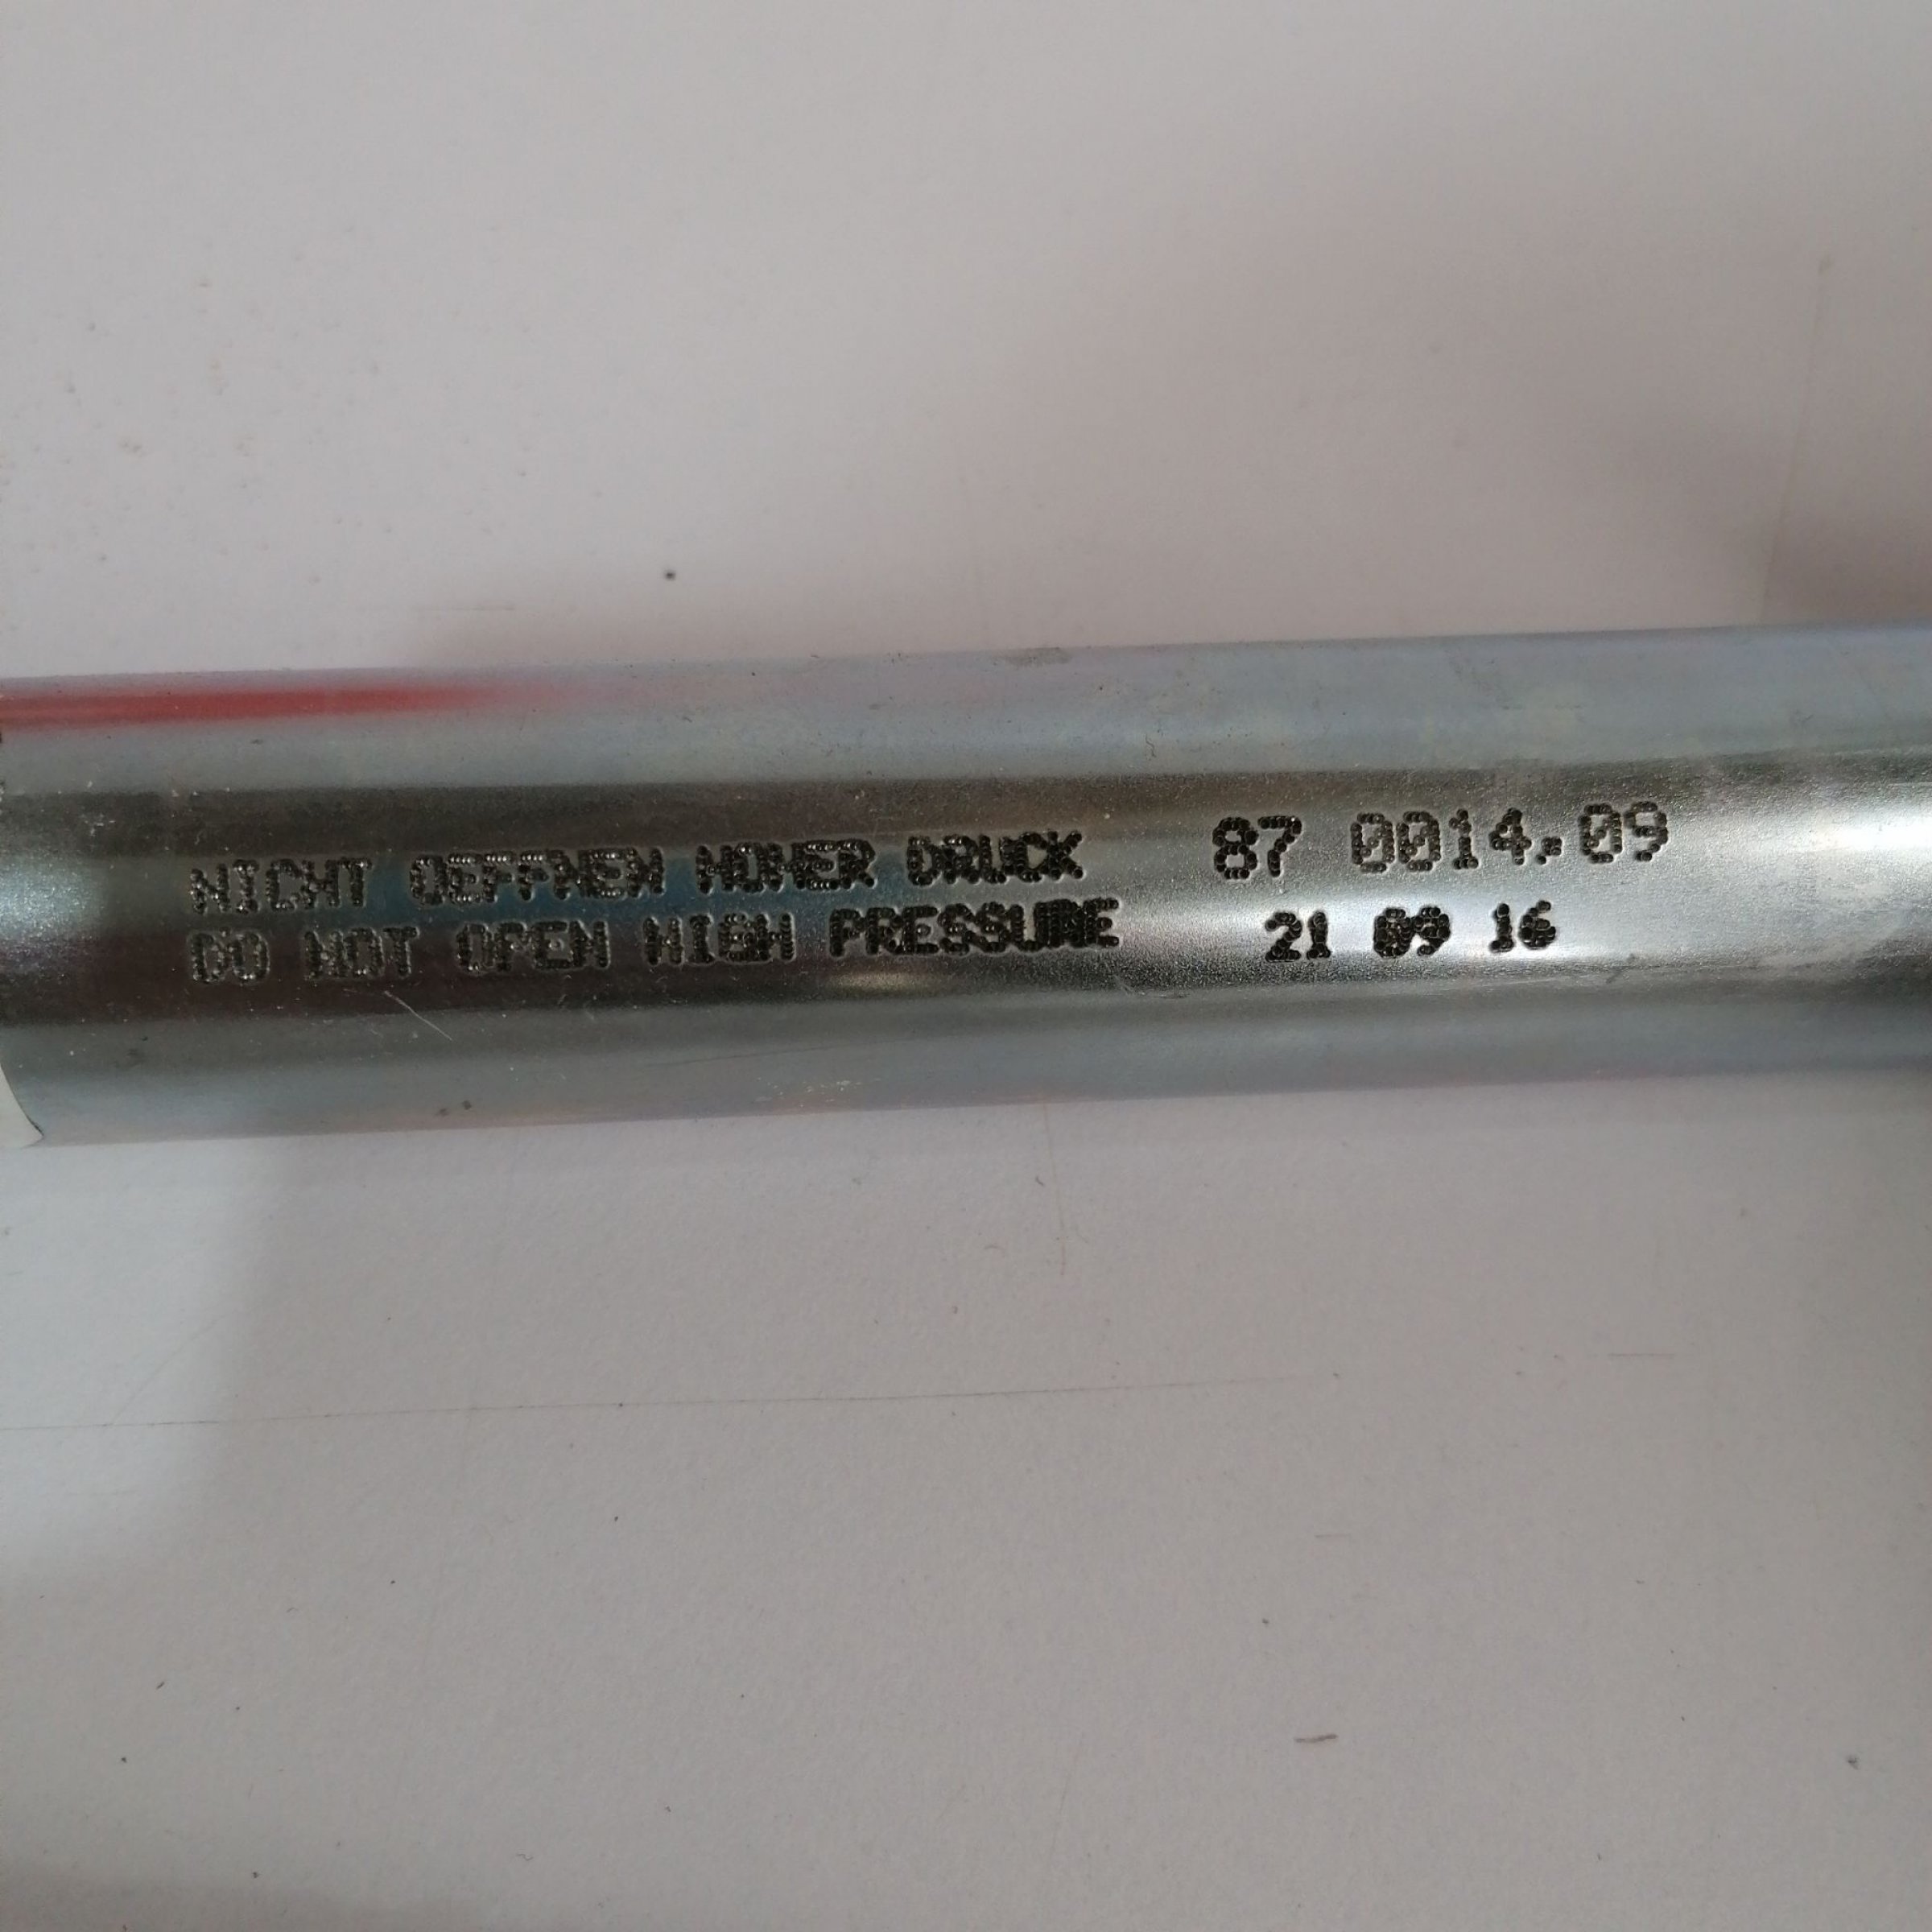 NICHT OEFFNEN HOHER DRUCK 87 0014.09
DO NOT OPEN HIGH PRESSURE 21 09 16